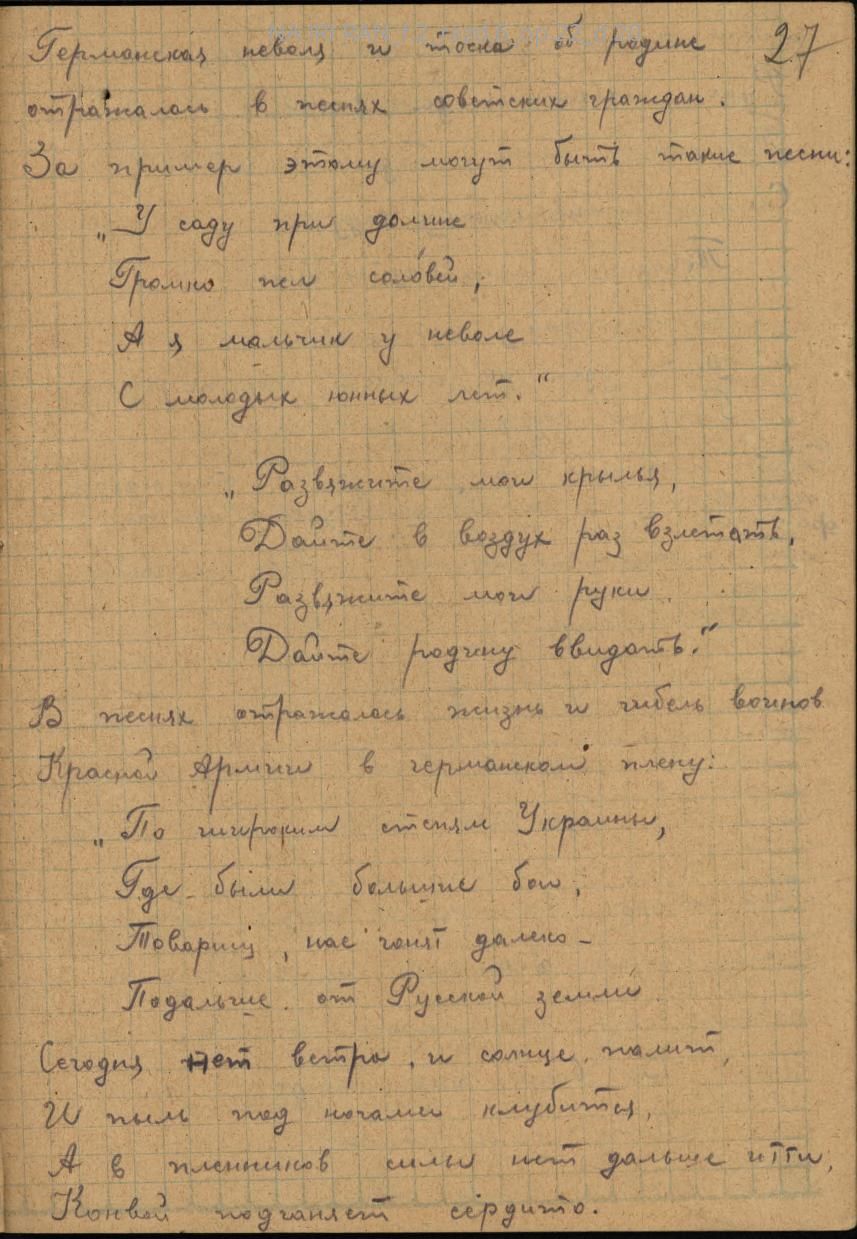 27
Германская неволя и тоска об родине
отражалась в песнях советских граждан.
За пример этому могут быть такие песни:
„У саду при долине
Громко пел соловей,
А я мальчик у неволе
С молодых юнных лет.“
„Развяжите мои крылья,
Дайте в воздух раз взлетать,
Развяжите мои руки
Дайте родину ввидать.“
В песнях отражалась жизнь и гибель воинов
Красной Армии в германском плену:
„По широким степям Украины,
Где были большие бои,
Товарищ, нас гонят далеко –
Подальше от Русской земли
Сегодня нет ветра, и солнце палит,
И пыль под ногами клубится,
А в пленников силы нет дальше итти,
Конвой подганяет сердито.